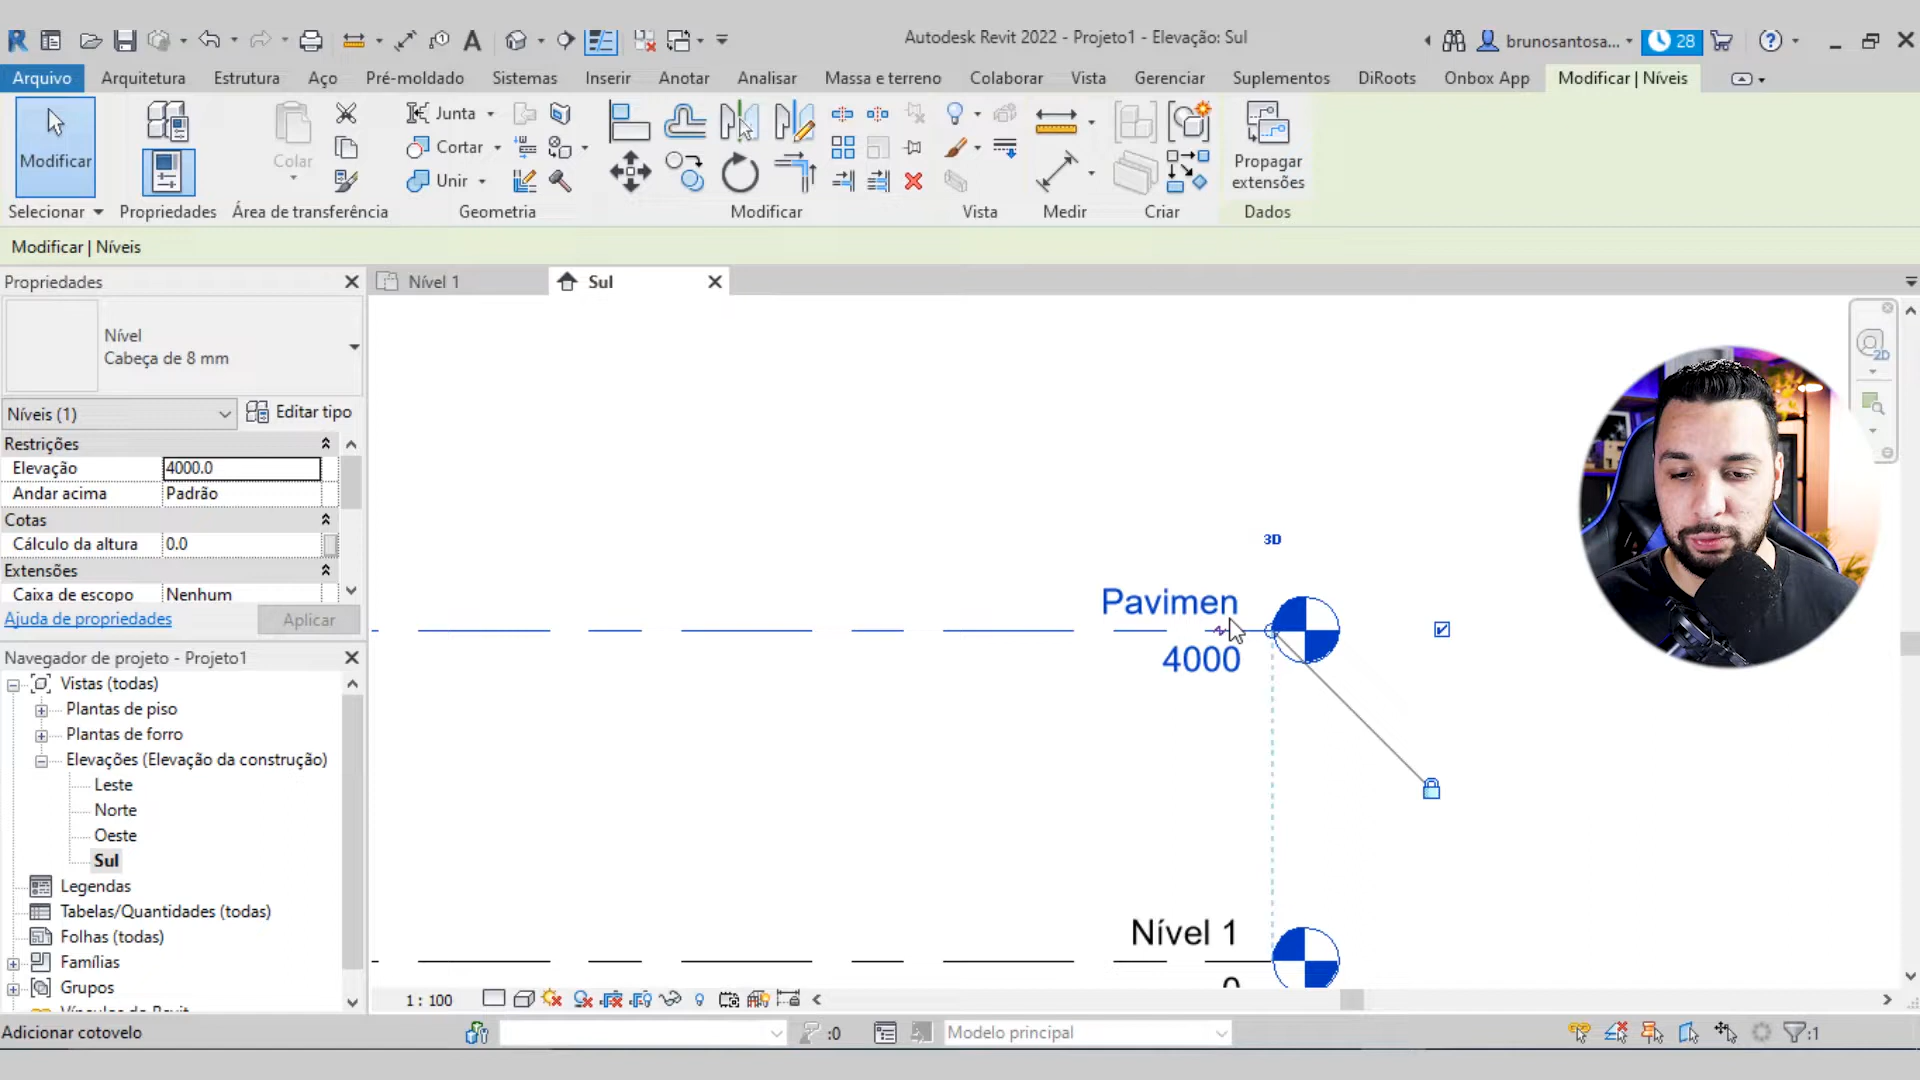 Autodesk Revit 2022 - Projeto1 - Elevação: Sul
brunosantosa...
28
Arquivo Arquitetura Estrutura Aço Pré-moldado Sistemas Inserir Anotar Analisar Massa e terreno Colaborar Vista Gerenciar Suplementos DiRoots Onbox App Modificar | Níveis
Modificar
Colar
Junta
Cortar
Unir
Propagar
extensões
Selecionar Propriedades Área de transferência Geometria Modificar Vista Medir Criar Dados
Modificar | Níveis
Propriedades
Nível 1
Sul
Nível
Cabeça de 8 mm
Níveis (1)
Editar tipo
Restrições
Elevação 4000.0
Andar acima Padrão
Cotas
Cálculo da altura 0.0
Extensões
Caixa de escopo Nenhum
Ajuda de propriedades
Aplicar
Navegador de projeto - Projeto1
Vistas (todas)
Plantas de piso
Plantas de forro
Elevações (Elevação da construção)
Leste
Norte
Oeste
Sul
Legendas
Tabelas/Quantidades (todas)
Folhas (todas)
Famílias
Grupos
2D
3D
Pavimen
4000
Nível 1
0
1 : 100
Adicionar cotovelo
:0
Modelo principal
:1